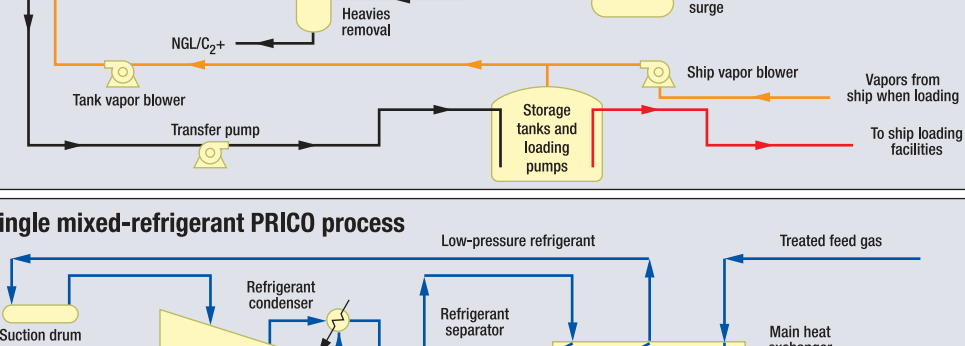 Heavies
removal
surge
NGL/C₂+
Ship vapor blower
Vapors from
ship when loading
Tank vapor blower
Storage
tanks and
loading
pumps
Transfer pump
To ship loading
facilities
ingle mixed-refrigerant PRICO process
Low-pressure refrigerant
Treated feed gas
Refrigerant
condenser
Refrigerant
separator
Suction drum
Main heat
exchanger